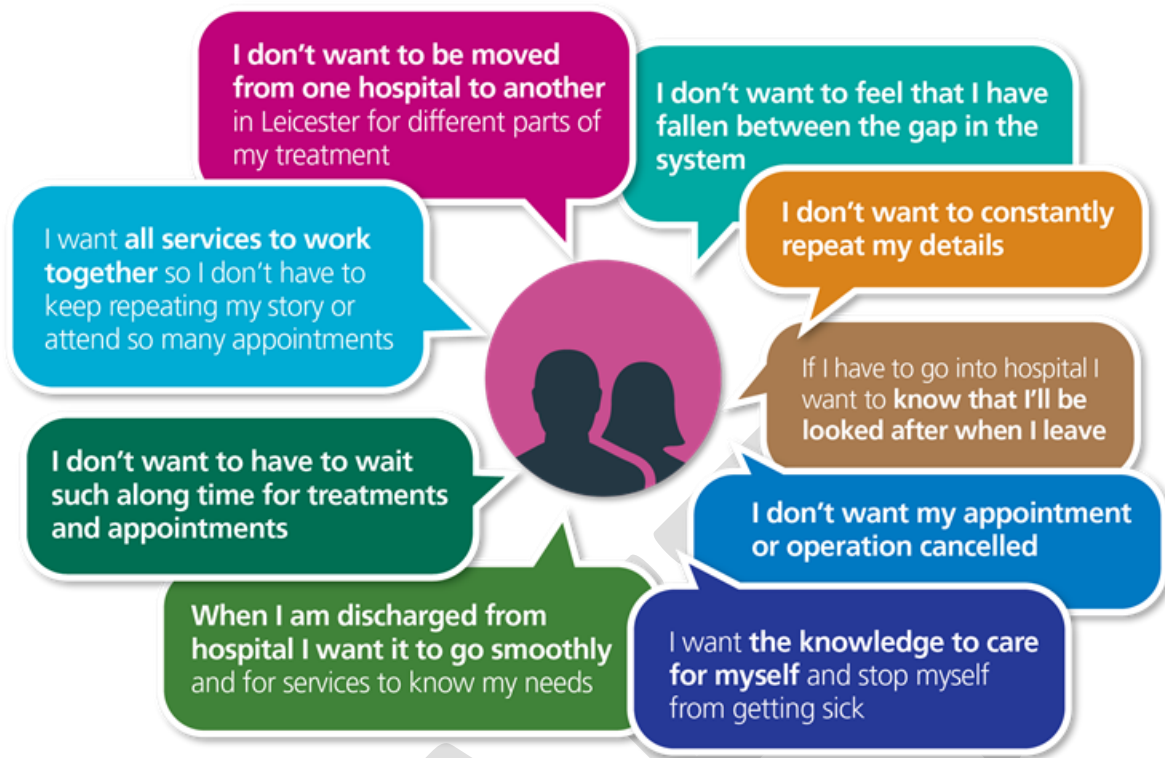 I don’t want to be moved
from one hospital to another
in Leicester for different parts of
my treatment
I don’t want to feel that I have
fallen between the gap in the
system
I don’t want to constantly
repeat my details
I want all services to work
together so I don’t have to
keep repeating my story or
attend so many appointments
If I have to go into hospital I
want to know that I’ll be
looked after when I leave
I don’t want to have to wait
such along time for treatments
and appointments
I don’t want my appointment
or operation cancelled
When I am discharged from
hospital I want it to go smoothly
and for services to know my needs
I want the knowledge to care
for myself and stop myself
from getting sick